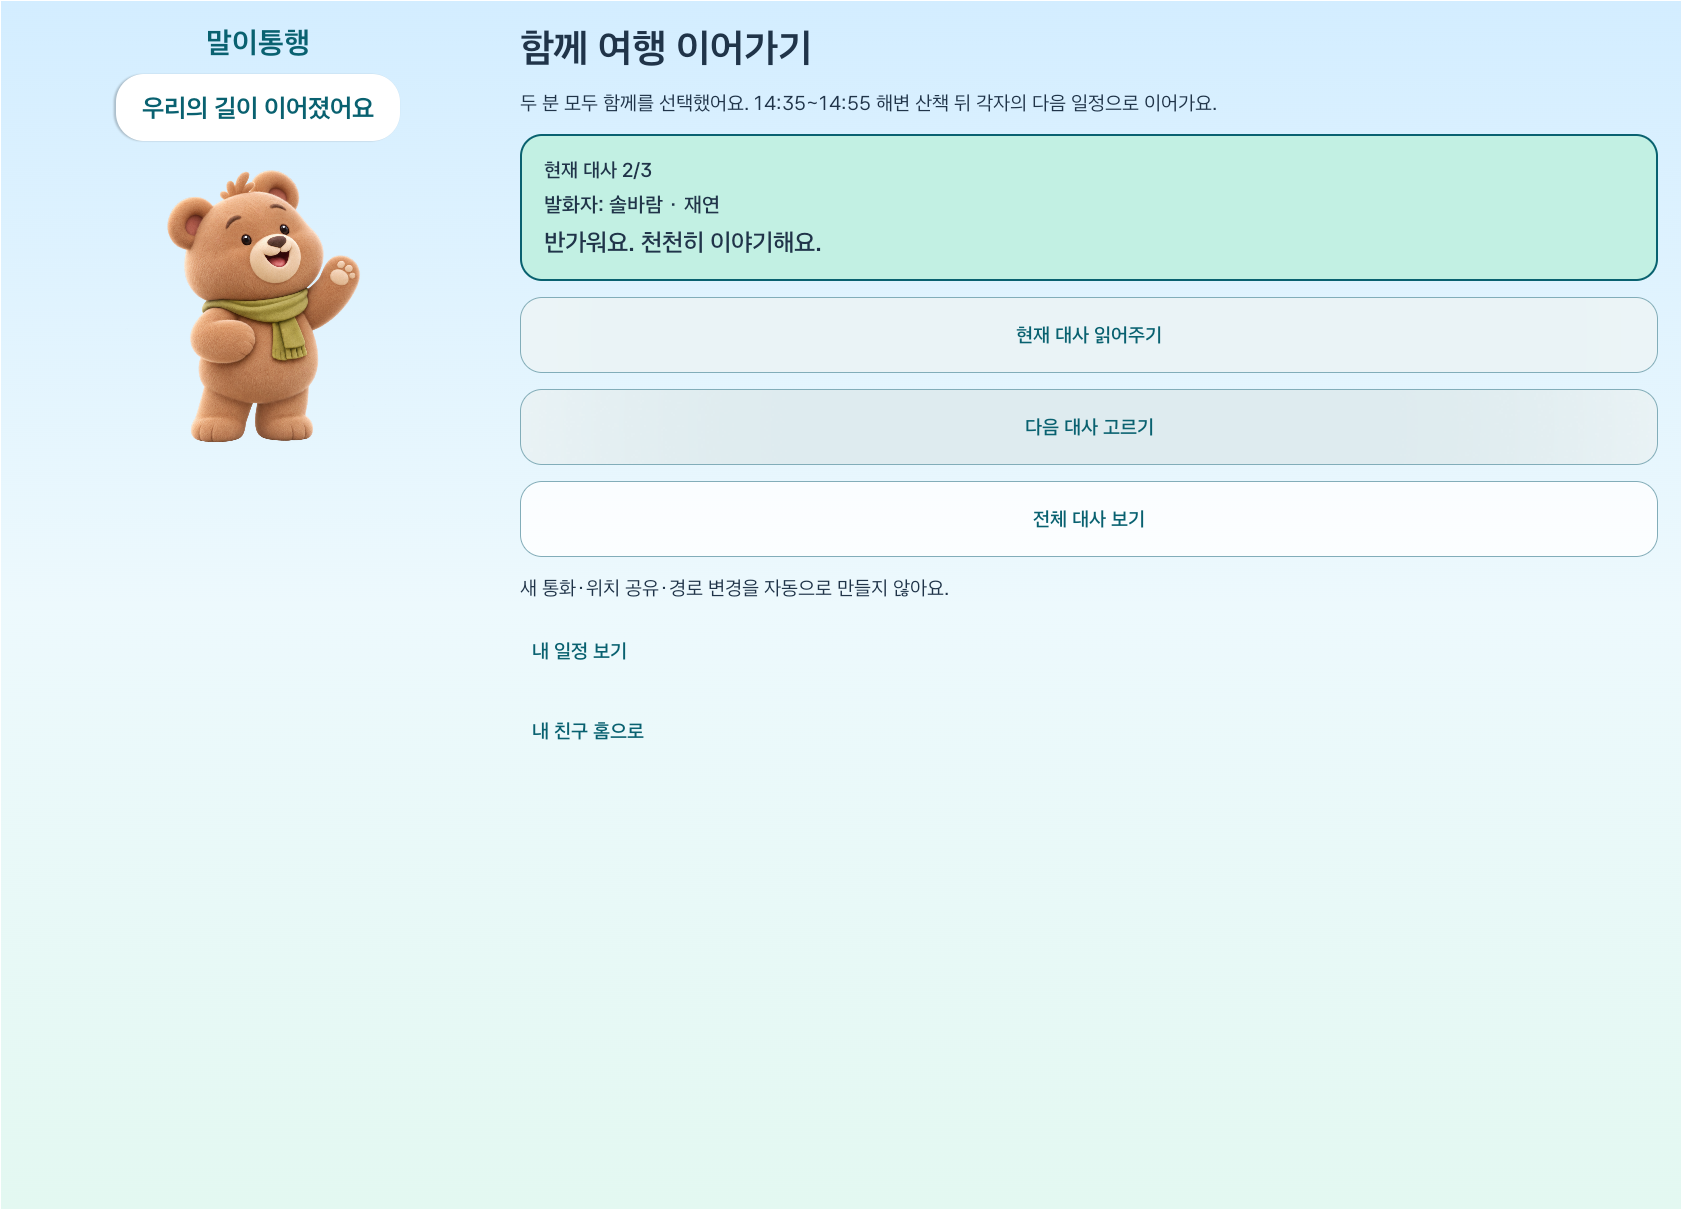 말이통행
우리의 길이 이어졌어요
함께 여행 이어가기
두 분 모두 함께를 선택했어요. 14:35~14:55 해변 산책 뒤 각자의 다음 일정으로 이어가요.
현재 대사 2/3
발화자: 솔바람 · 재연
반가워요. 천천히 이야기해요.
현재 대사 읽어주기
다음 대사 고르기
전체 대사 보기
새 통화·위치 공유·경로 변경을 자동으로 만들지 않아요.
내 일정 보기
내 친구 홈으로